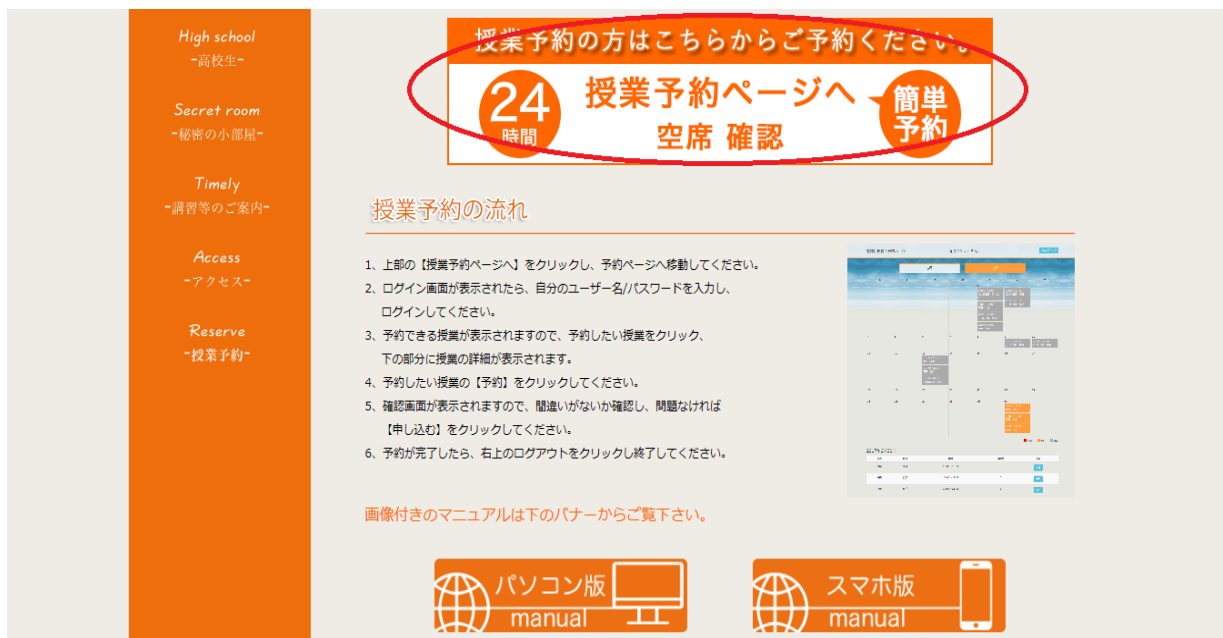 High school
-高校生-
Secret room
-秘密の小部屋-
Timely
-講習等のご案内-
Access
-アクセス-
Reserve
-授業予約-
授業予約の方はこちらからご予約ください。
24
時間
授業予約ページへ
空席 確認
簡単
予約
授業予約の流れ
1、上部の【授業予約ページへ】をクリックし、予約ページへ移動してください。
2、ログイン画面が表示されたら、自分のユーザー名/パスワードを入力し、
ログインしてください。
3、予約できる授業が表示されますので、予約したい授業をクリック、
下の部分に授業の詳細が表示されます。
4、予約したい授業の【予約】をクリックしてください。
5、確認画面が表示されますので、間違いがないか確認し、問題なければ
【申し込む】をクリックしてください。
6、予約が完了したら、右上のログアウトをクリックし終了してください。
画像付きのマニュアルは下のバナーからご覧下さい。
パソコン版
manual
スマホ版
manual